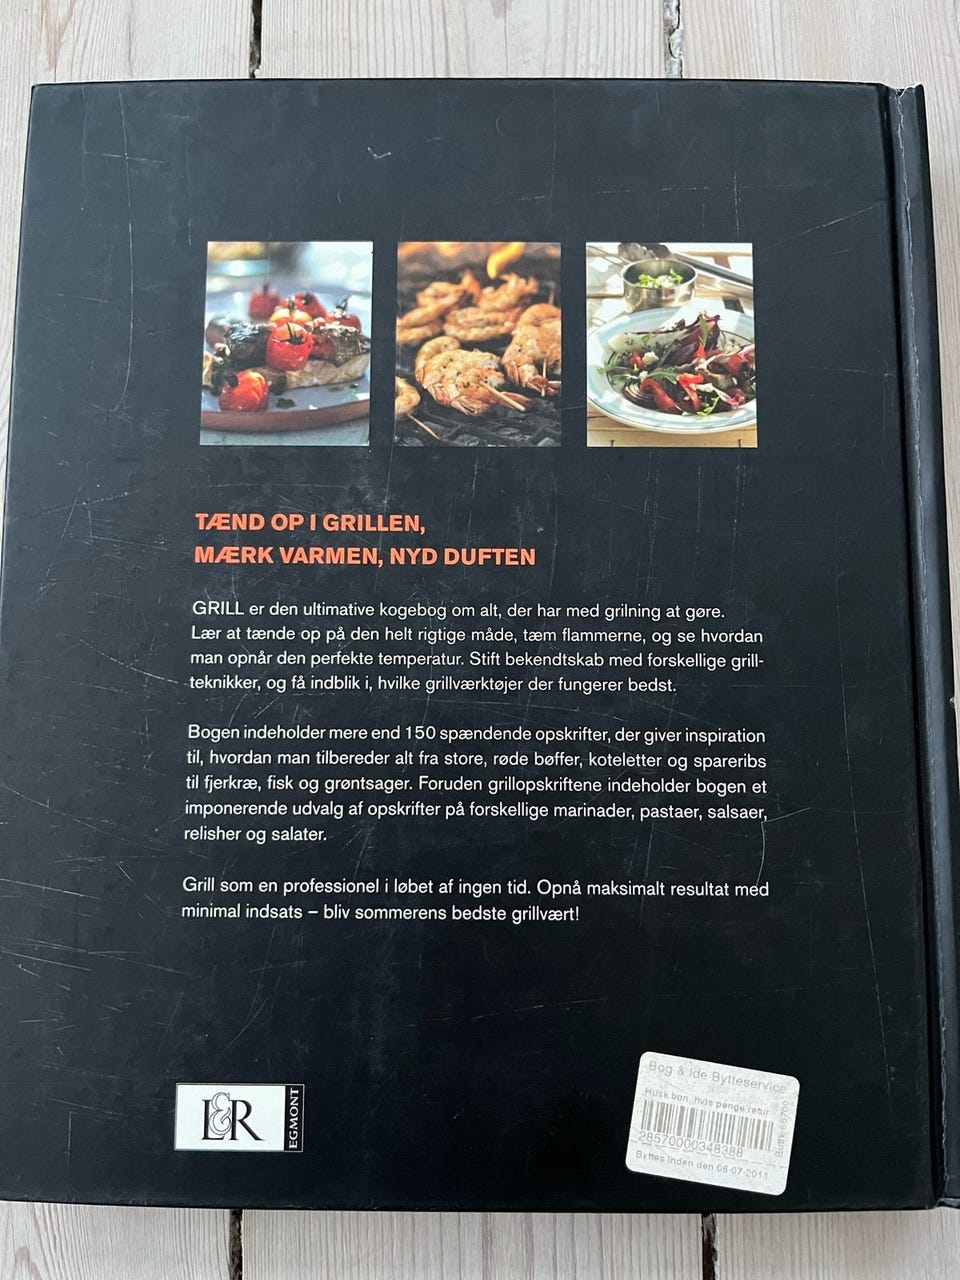 TÆND OP I GRILLEN,
MÆRK VARMEN, NYD DUFTEN
GRILL er den ultimative kogebog om alt, der har med grilning at gøre.
Lær at tænde op på den helt rigtige måde, tæm flammerne, og se hvordan
man opnår den perfekte temperatur. Stift bekendtskab med forskellige grill-
teknikker, og få indblik i, hvilke grillværktøjer der fungerer bedst.
Bogen indeholder mere end 150 spændende opskrifter, der giver inspiration
til, hvordan man tilbereder alt fra store, røde bøffer, koteletter og spareribs
til fjerkræ, fisk og grøntsager. Foruden grillopskriftene indeholder bogen et
imponerende udvalg af opskrifter på forskellige marinader, pastaer, salsaer,
relisher og salater.
Grill som en professionel i løbet af ingen tid. Opnå maksimalt resultat med
minimal indsats – bliv sommerens bedste grillvært!
L&R
EGMONT
Bog & ide Bytteservice
Husk bon, hvis penge retur
2857000034838​8
Byttes inden den 06-07-2011